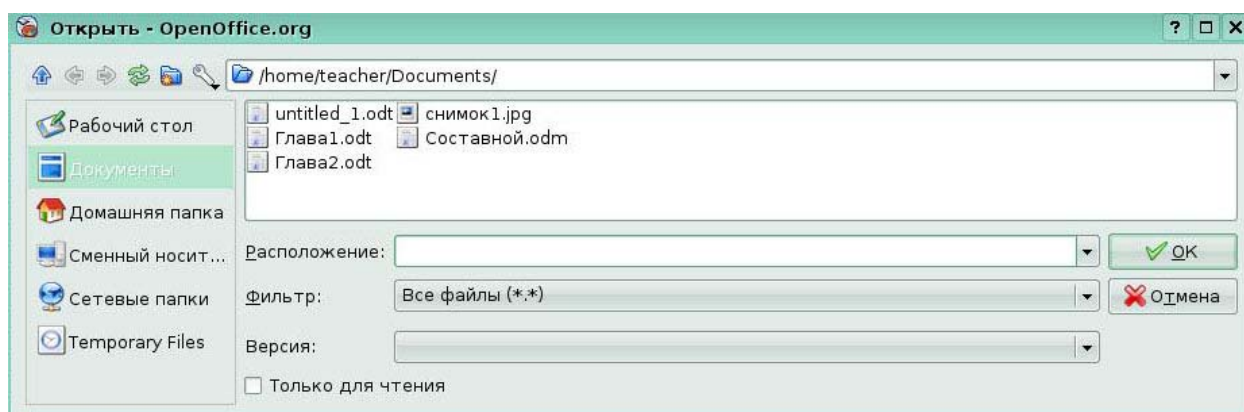 Открыть - OpenOffice.org
?
/home/teacher/Documents/
Рабочий стол
Документы
Домашняя папка
Сменный носит...
Сетевые папки
Temporary Files
untitled_1.odt
Глава1.odt
Глава2.odt
снимок1.jpg
Составной.odm
Расположение:
OK
Фильтр:
Все файлы (*.*)
Отмена
Версия:
Только для чтения